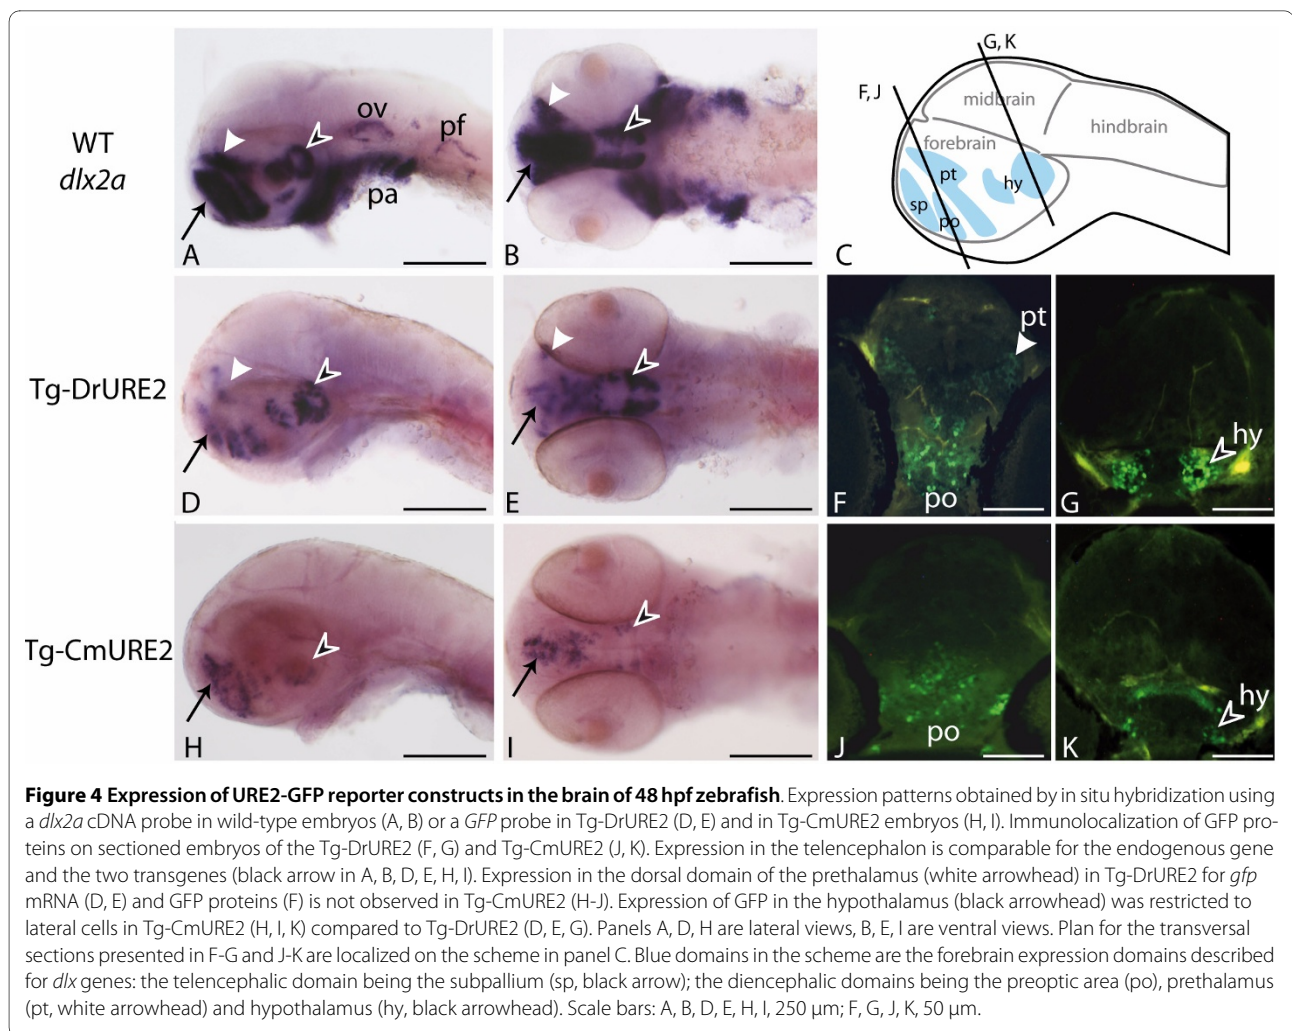 WT
dlx2a
ov
pf
pa
A
B
G, K
F, J
midbrain
hindbrain
forebrain
pt
hy
sp
po
C
Tg-DrURE2
D
E
pt
po
F
hy
G
Tg-CmURE2
H
I
po
J
hy
K
Figure 4 Expression of URE2-GFP reporter constructs in the brain of 48 hpf zebrafish. Expression patterns obtained by in situ hybridization using
a dlx2a cDNA probe in wild-type embryos (A, B) or a GFP probe in Tg-DrURE2 (D, E) and in Tg-CmURE2 embryos (H, I). Immunolocalization of GFP pro-
teins on sectioned embryos of the Tg-DrURE2 (F, G) and Tg-CmURE2 (J, K). Expression in the telencephalon is comparable for the endogenous gene
and the two transgenes (black arrow in A, B, D, E, H, I). Expression in the dorsal domain of the prethalamus (white arrowhead) in Tg-DrURE2 for gfp
mRNA (D, E) and GFP proteins (F) is not observed in Tg-CmURE2 (H-J). Expression of GFP in the hypothalamus (black arrowhead) was restricted to
lateral cells in Tg-CmURE2 (H, I, K) compared to Tg-DrURE2 (D, E, G). Panels A, D, H are lateral views, B, E, I are ventral views. Plan for the transversal
sections presented in F-G and J-K are localized on the scheme in panel C. Blue domains in the scheme are the forebrain expression domains described
for dlx genes: the telencephalic domain being the subpallium (sp, black arrow); the diencephalic domains being the preoptic area (po), prethalamus
(pt, white arrowhead) and hypothalamus (hy, black arrowhead). Scale bars: A, B, D, E, H, I, 250 μm; F, G, J, K, 50 μm.